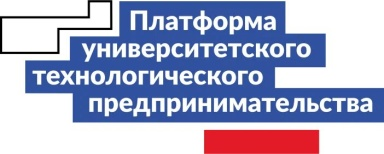 Платформа
университетского
технологического
предпринимательства